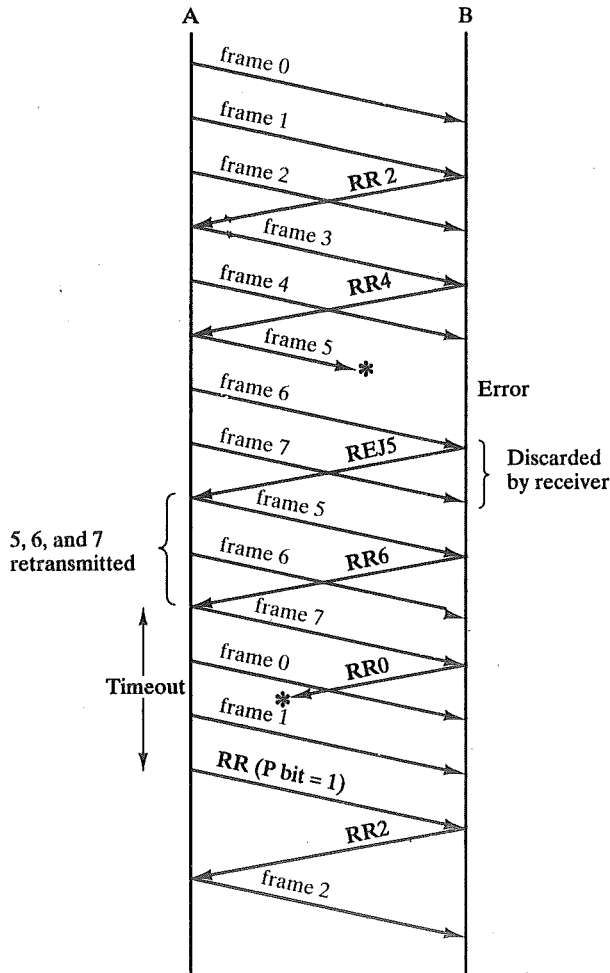 A B
frame 0
frame 1
frame 2
RR 2
frame 3
frame 4
RR4
frame 5
*
frame 6
Error
frame 7
REJ5
Discarded
by receiver
frame 5
5, 6, and 7
retransmitted
frame 6
RR6
frame 7
frame 0
RR0
Timeout
*
frame 1
RR (P bit = 1)
RR2
frame 2